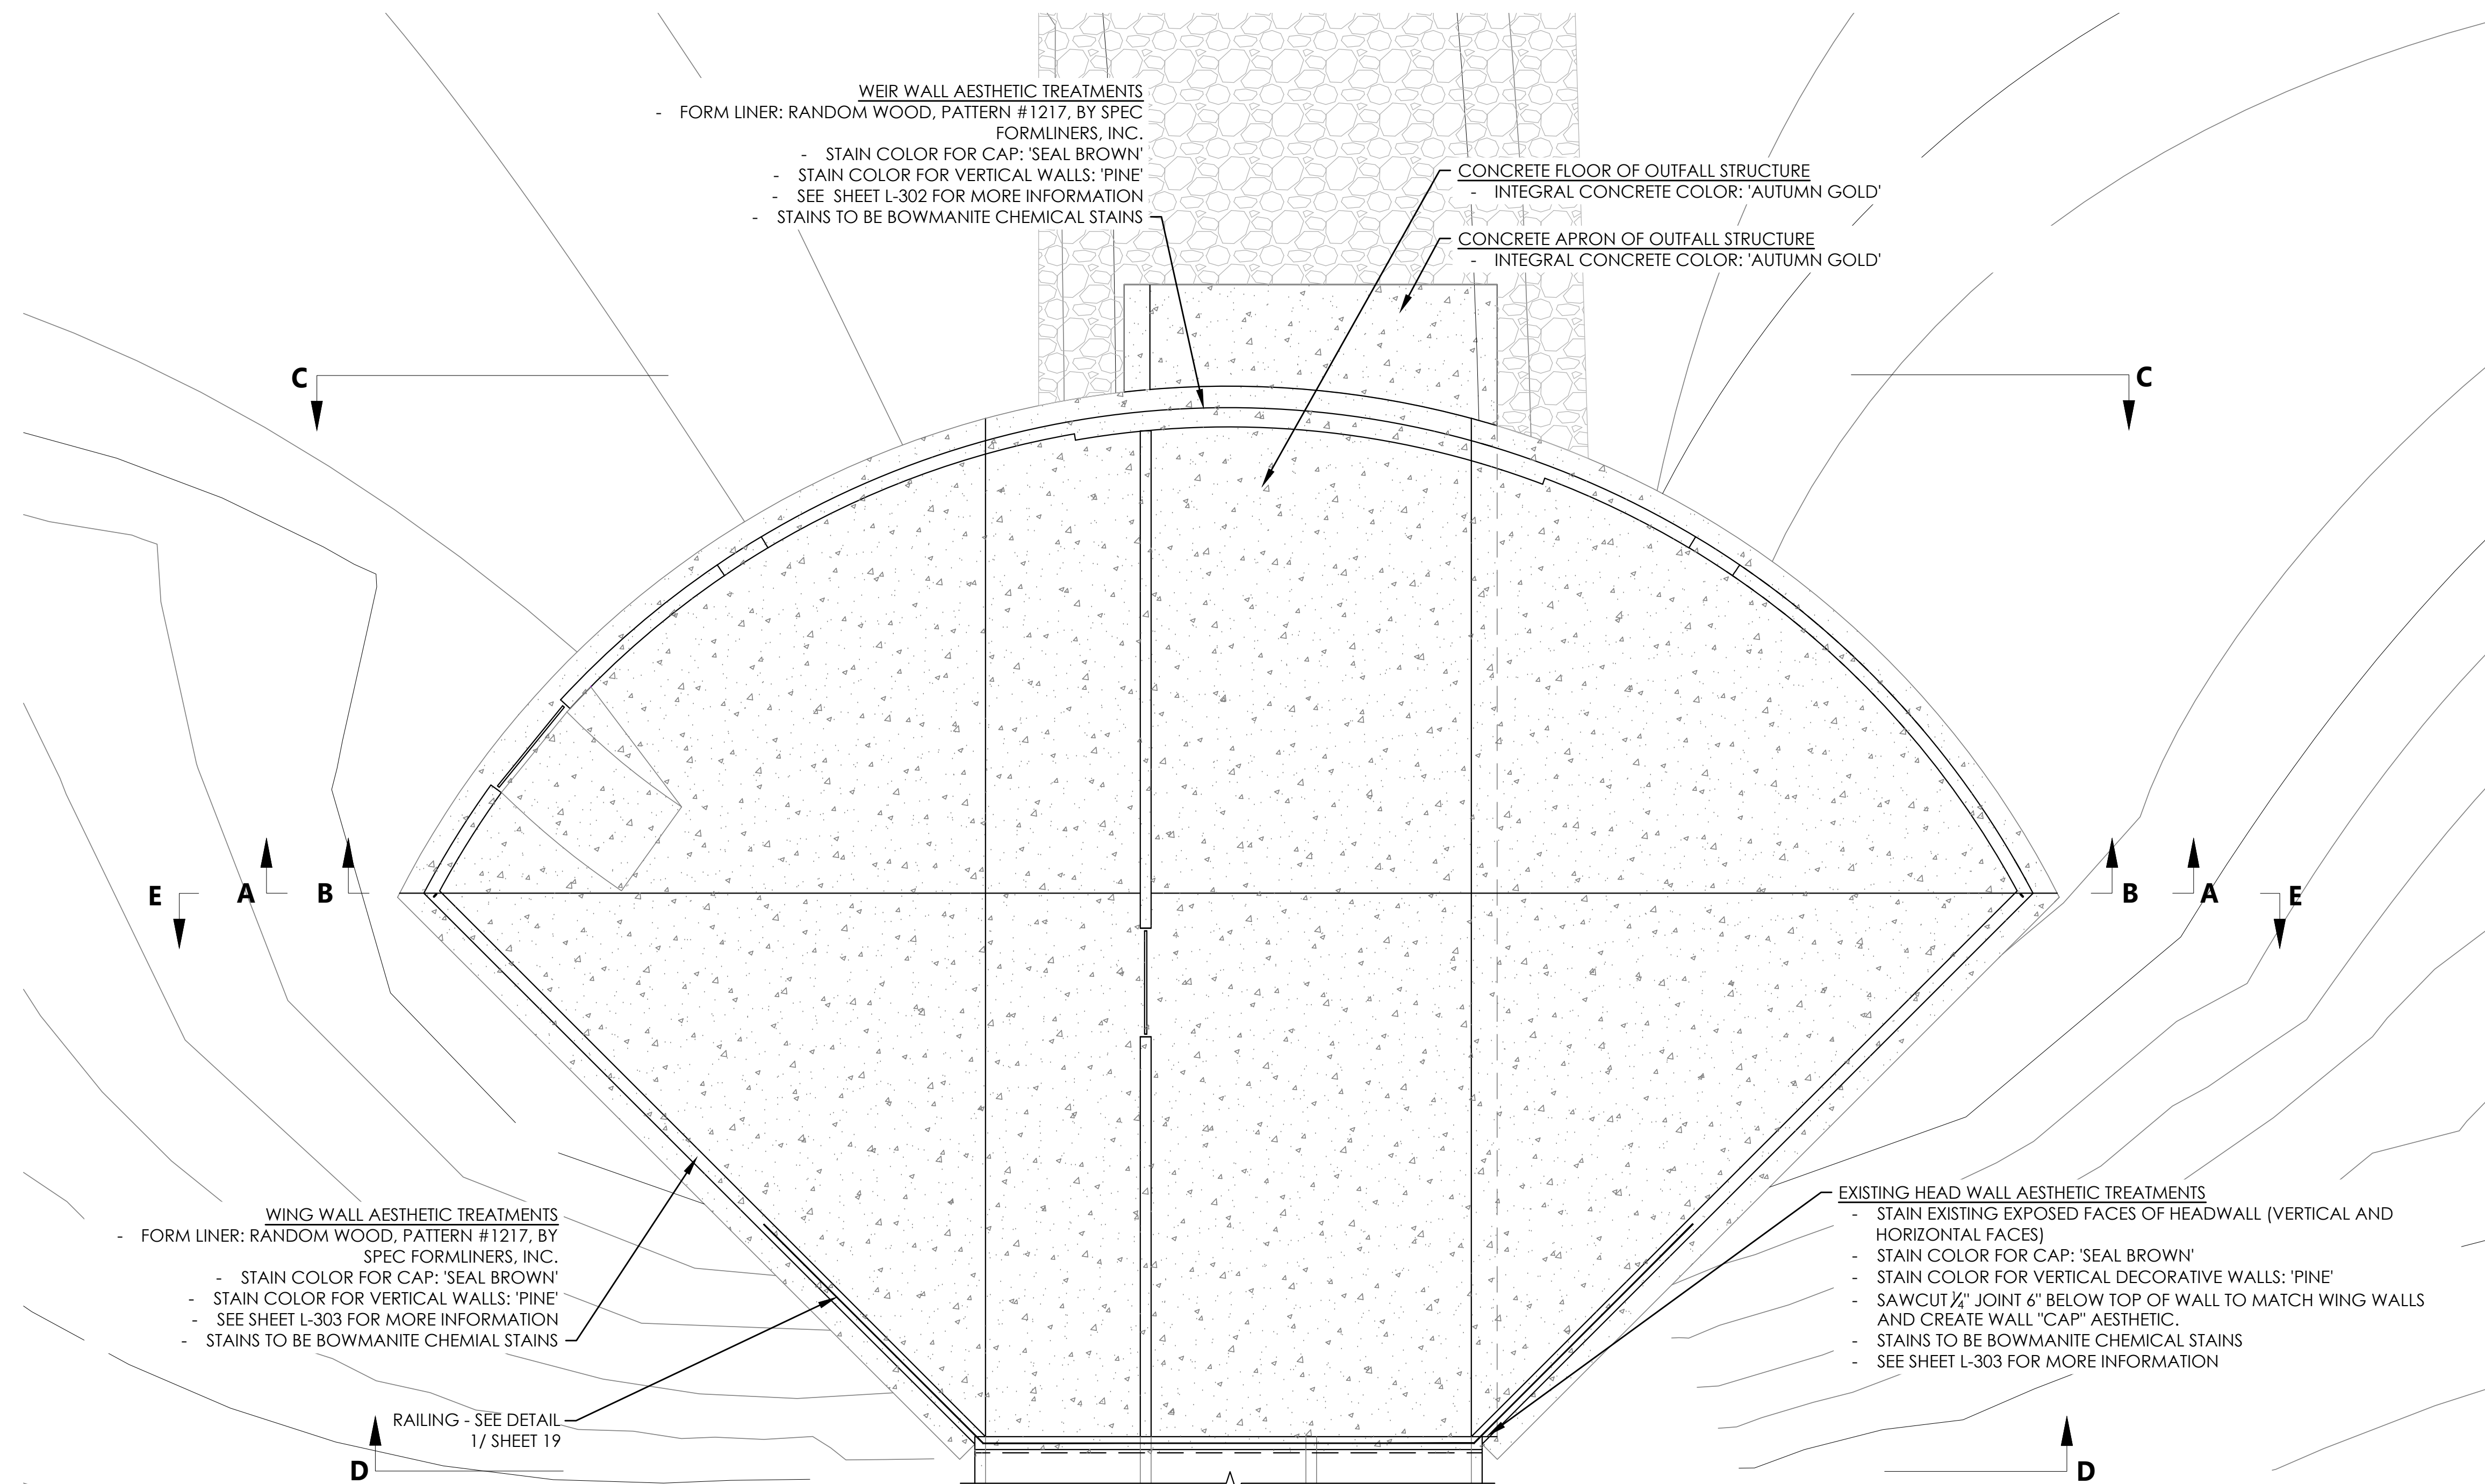 WEIR WALL AESTHETIC TREATMENTS
- FORM LINER: RANDOM WOOD, PATTERN #1217, BY SPEC
FORMLINERS, INC.
- STAIN COLOR FOR CAP: 'SEAL BROWN'
- STAIN COLOR FOR VERTICAL WALLS: 'PINE'
- SEE SHEET L-302 FOR MORE INFORMATION
- STAINS TO BE BOWMANITE CHEMICAL STAINS
CONCRETE FLOOR OF OUTFALL STRUCTURE
- INTEGRAL CONCRETE COLOR: 'AUTUMN GOLD'
CONCRETE APRON OF OUTFALL STRUCTURE
- INTEGRAL CONCRETE COLOR: 'AUTUMN GOLD'
C
C
E
A
B
B
A
E
WING WALL AESTHETIC TREATMENTS
- FORM LINER: RANDOM WOOD, PATTERN #1217, BY
SPEC FORMLINERS, INC.
- STAIN COLOR FOR CAP: 'SEAL BROWN'
- STAIN COLOR FOR VERTICAL WALLS: 'PINE'
- SEE SHEET L-303 FOR MORE INFORMATION
- STAINS TO BE BOWMANITE CHEMIAL STAINS
RAILING - SEE DETAIL
1/ SHEET 19
EXISTING HEAD WALL AESTHETIC TREATMENTS
- STAIN EXISTING EXPOSED FACES OF HEADWALL (VERTICAL AND
HORIZONTAL FACES)
- STAIN COLOR FOR CAP: 'SEAL BROWN'
- STAIN COLOR FOR VERTICAL DECORATIVE WALLS: 'PINE'
- SAWCUT ¼" JOINT 6" BELOW TOP OF WALL TO MATCH WING WALLS
AND CREATE WALL "CAP" AESTHETIC.
- STAINS TO BE BOWMANITE CHEMICAL STAINS
- SEE SHEET L-303 FOR MORE INFORMATION
D
D